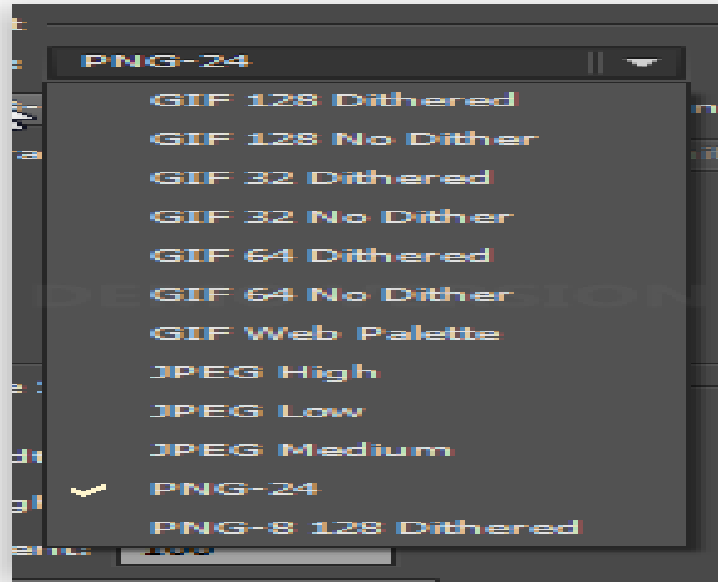 PNG-24
GIF 128 Dithered
GIF 128 No Dither
GIF 32 Dithered
GIF 32 No Dither
GIF 64 Dithered
GIF 64 No Dither
GIF Web Palette
JPEG High
JPEG Low
JPEG Medium
PNG-24
PNG-8 128 Dithered